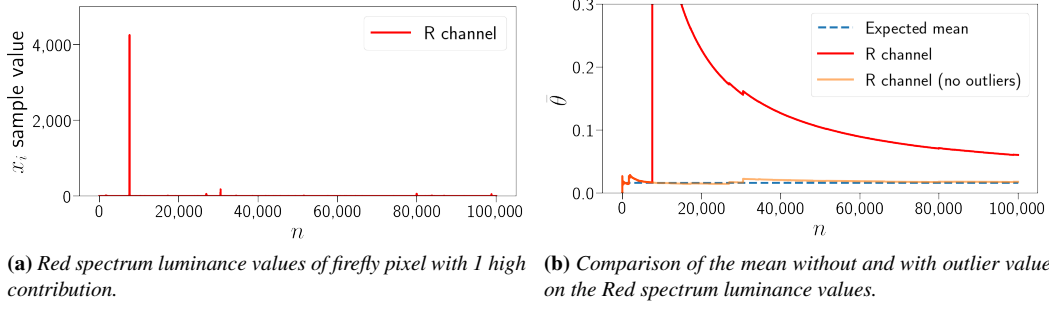 4,000
2,000
0
x_i sample value
R channel
0 20,000 40,000 60,000 80,000 100,000
n
0.3
0.2
0.1
0.0
θ̄
Expected mean
R channel
R channel (no outliers)
0 20,000 40,000 60,000 80,000 100,000
n
(a) Red spectrum luminance values of firefly pixel with 1 high
contribution.
(b) Comparison of the mean without and with outlier value
on the Red spectrum luminance values.